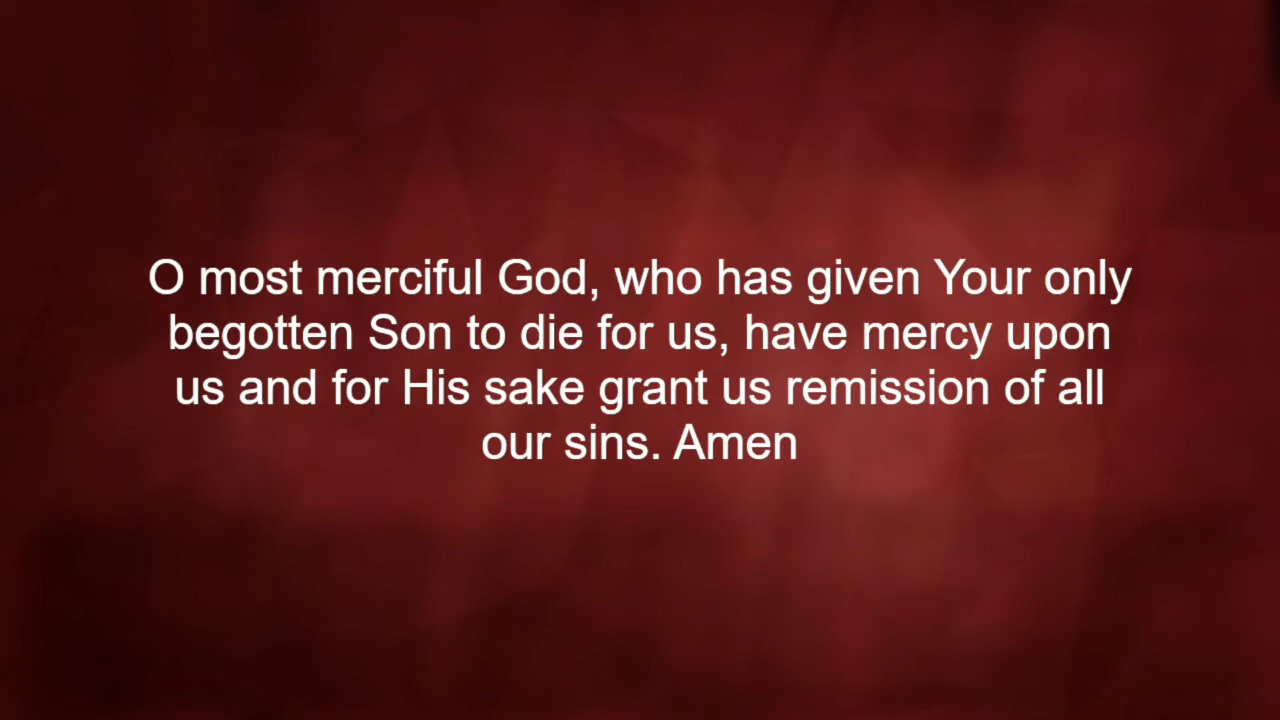 O most merciful God, who has given Your only
begotten Son to die for us, have mercy upon
us and for His sake grant us remission of all
our sins. Amen